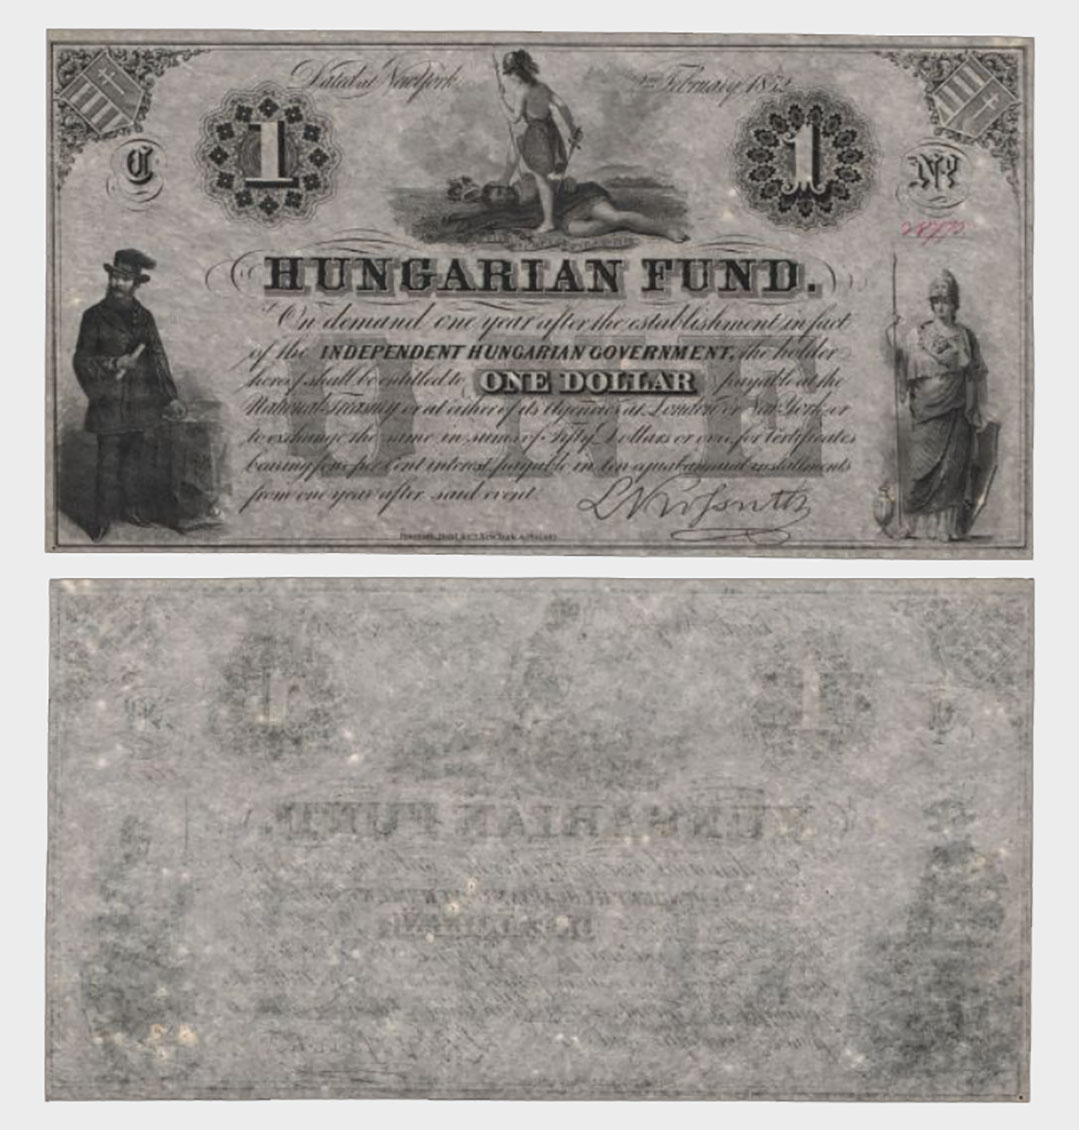 Dated at New York 2nd February, 1852
1 1
C No
HUNGARIAN FUND.
On demand one year after the establishment in fact
of the INDEPENDENT HUNGARIAN GOVERNMENT, the holder
hereof shall be entitled to ONE DOLLAR payable at the
National Treasury or at either of its Agencies at London or New York, or
to exchange the same in sums of Fifty Dollars or over, for Certificates
bearing four per Cent interest, payable in ten equal annual installments
from one year after said event.
ONE
L Kossuth